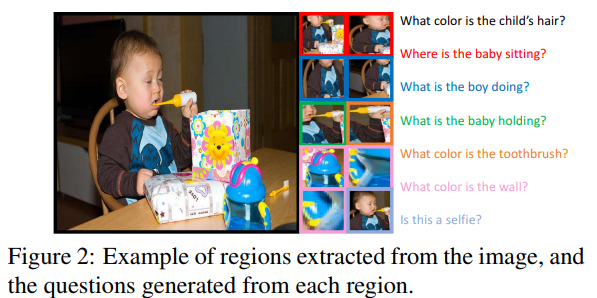 What color is the child's hair?
Where is the baby sitting?
What is the boy doing?
What is the baby holding?
What color is the toothbrush?
What color is the wall?
Is this a selfie?
Figure 2: Example of regions extracted from the image, and
the questions generated from each region.